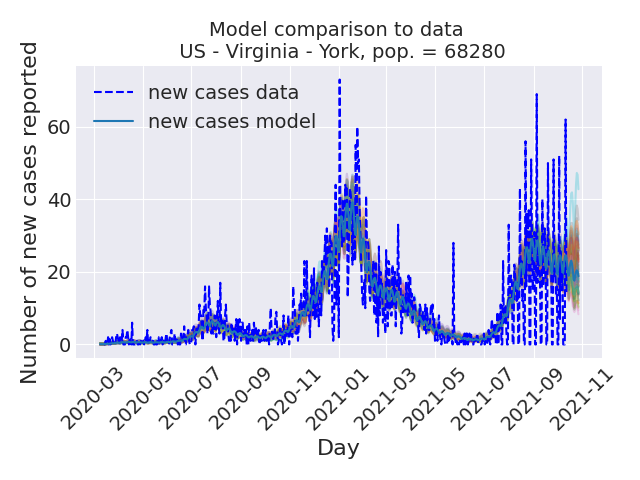 Model comparison to data
US - Virginia - York, pop. = 68280
Number of new cases reported
new cases data
new cases model
60
40
20
0
2020-03
2020-05
2020-07
2020-09
2020-11
2021-01
2021-03
2021-05
2021-07
2021-09
2021-11
Day